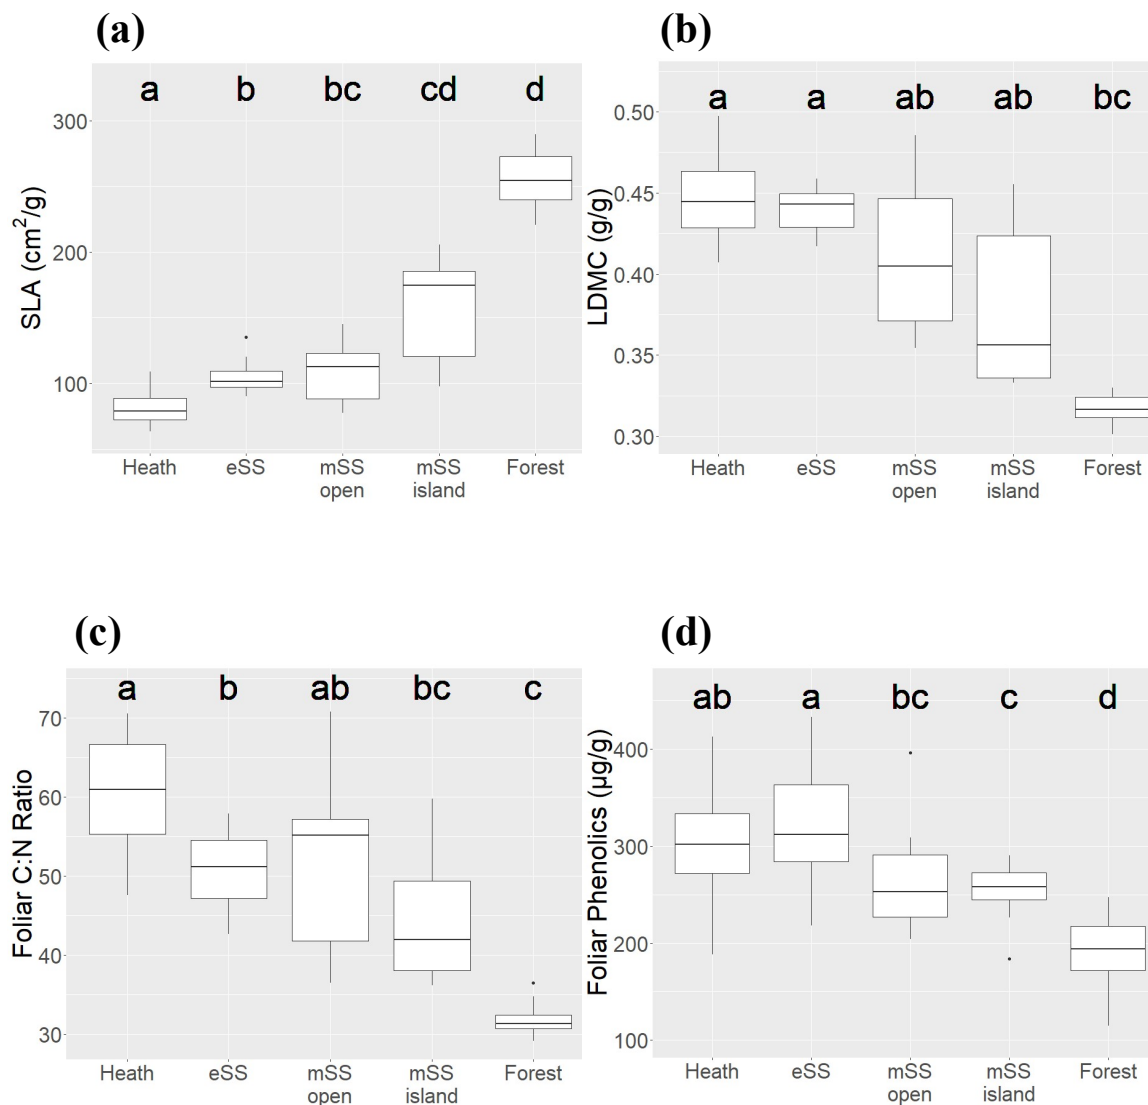 (a)
a b bc cd d
SLA (cm²/g)
300
200
100
Heath eSS mSS open mSS island Forest
(b)
a a ab ab bc
LDMC (g/g)
0.50
0.45
0.40
0.35
0.30
Heath eSS mSS open mSS island Forest
(c)
a b ab bc c
Foliar C:N Ratio
70
60
50
40
30
Heath eSS mSS open mSS island Forest
(d)
ab a bc c d
Foliar Phenolics (µg/g)
400
300
200
100
Heath eSS mSS open mSS island Forest